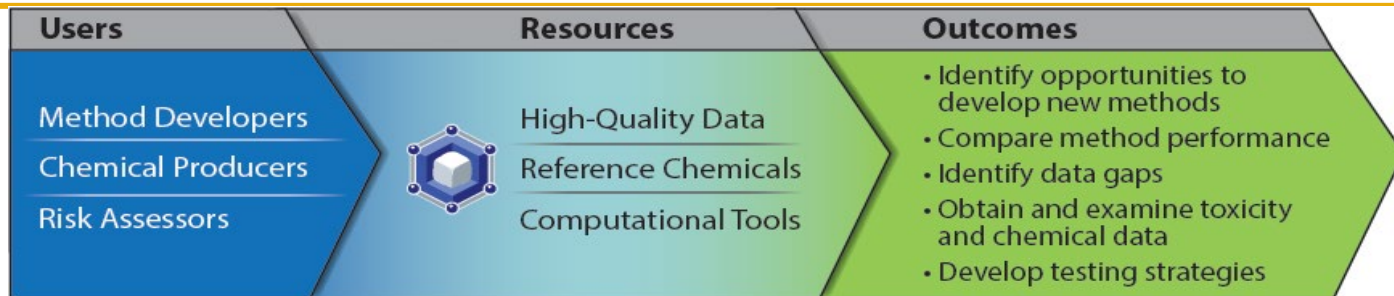 Users
Method Developers
Chemical Producers
Risk Assessors
Resources
High-Quality Data
Reference Chemicals
Computational Tools
Outcomes
• Identify opportunities to
develop new methods
• Compare method performance
• Identify data gaps
• Obtain and examine toxicity
and chemical data
• Develop testing strategies